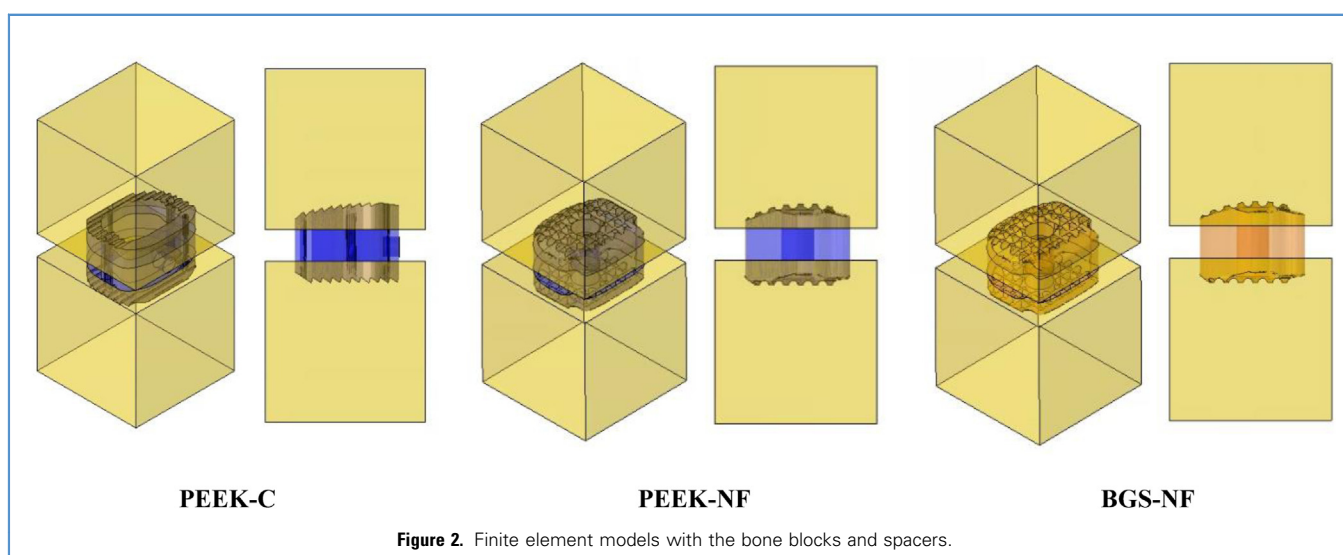 PEEK-C
PEEK-NF
BGS-NF
Figure 2. Finite element models with the bone blocks and spacers.